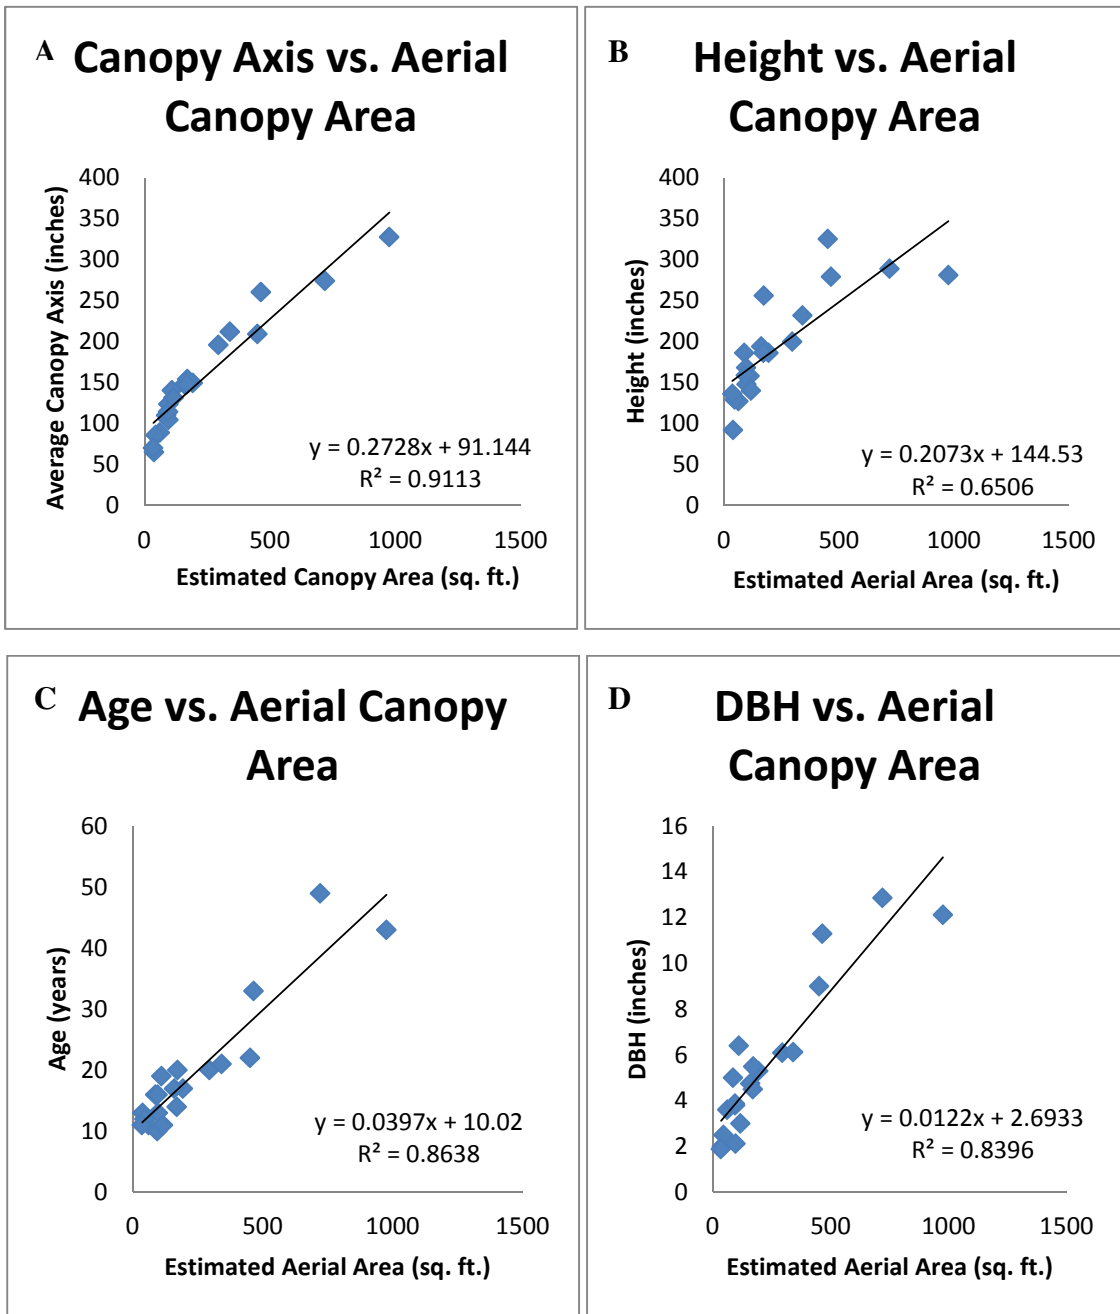 A
Canopy Axis vs. Aerial
Canopy Area
Average Canopy Axis (inches)
400
350
300
250
200
150
100
50
0
y = 0.2728x + 91.144
R² = 0.9113
0 500 1000 1500
Estimated Canopy Area (sq. ft.)
B
Height vs. Aerial
Canopy Area
Height (inches)
400
350
300
250
200
150
100
50
0
y = 0.2073x + 144.53
R² = 0.6506
0 500 1000 1500
Estimated Aerial Area (sq. ft.)
C
Age vs. Aerial Canopy
Area
Age (years)
60
50
40
30
20
10
0
y = 0.0397x + 10.02
R² = 0.8638
0 500 1000 1500
Estimated Aerial Area (sq. ft.)
D
DBH vs. Aerial
Canopy Area
DBH (inches)
16
14
12
10
8
6
4
2
0
y = 0.0122x + 2.6933
R² = 0.8396
0 500 1000 1500
Estimated Aerial Area (sq. ft.)